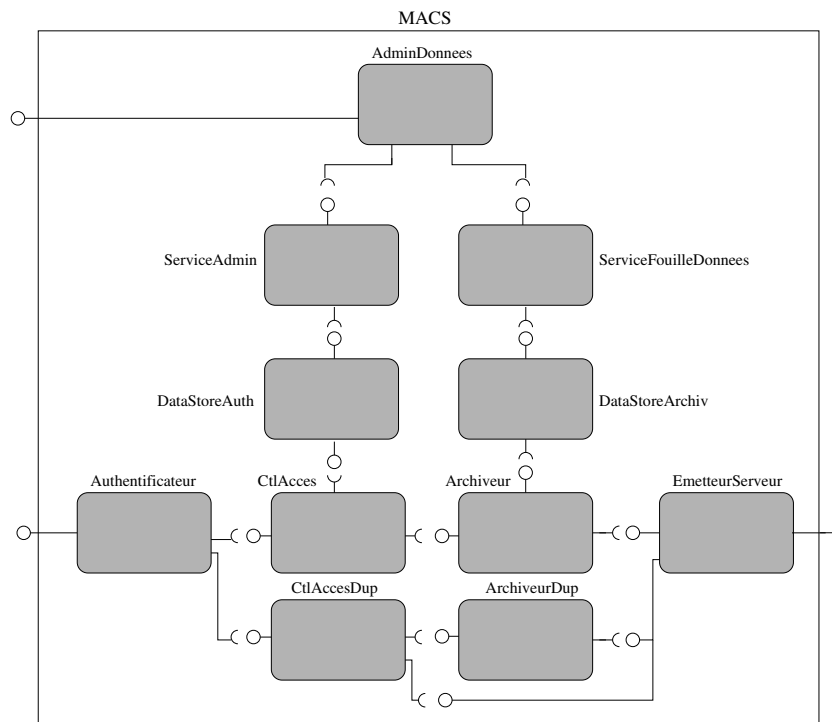 MACS
AdminDonnees
ServiceAdmin
ServiceFouilleDonnees
DataStoreAuth
DataStoreArchiv
Authentificateur
CtlAcces
Archiveur
EmetteurServeur
CtlAccesDup
ArchiveurDup